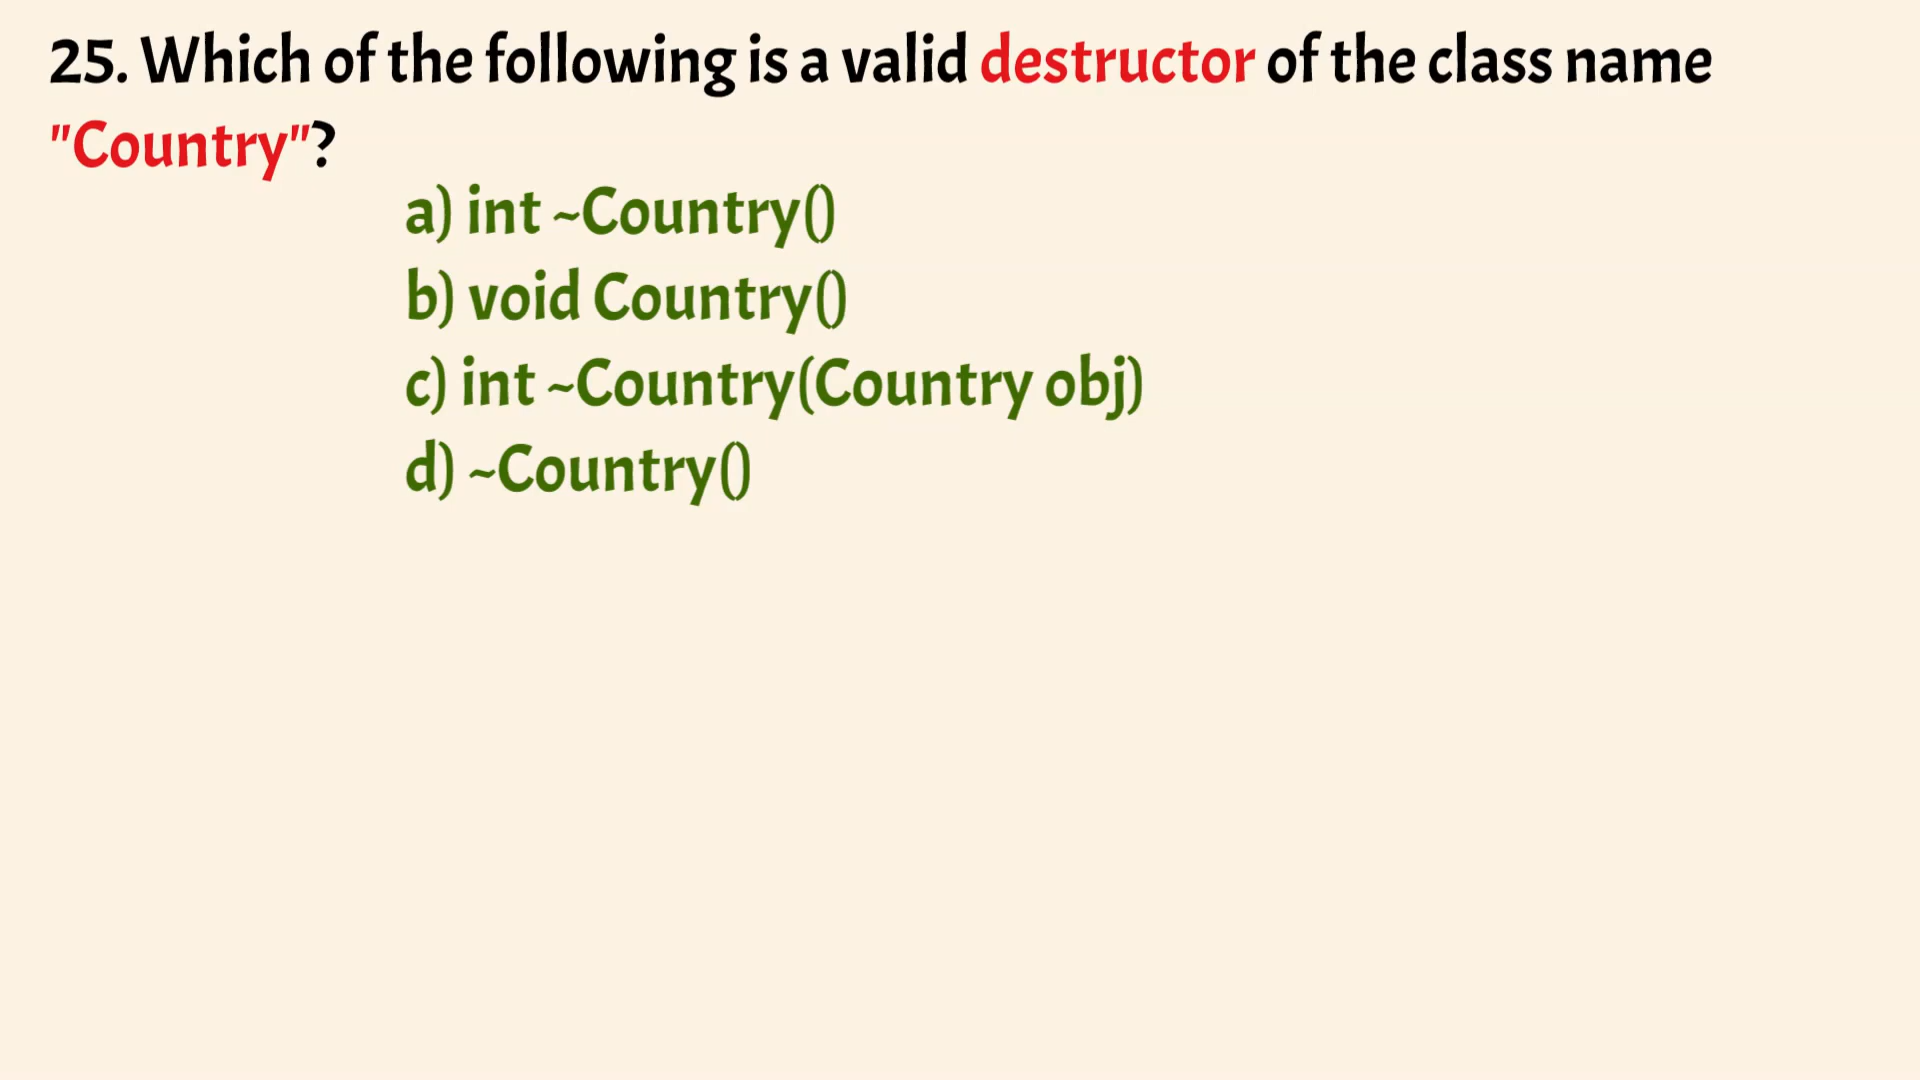 25. Which of the following is a valid destructor of the class name
"Country"?
a) int ~Country()
b) void Country()
c) int ~Country(Country obj)
d) ~Country()